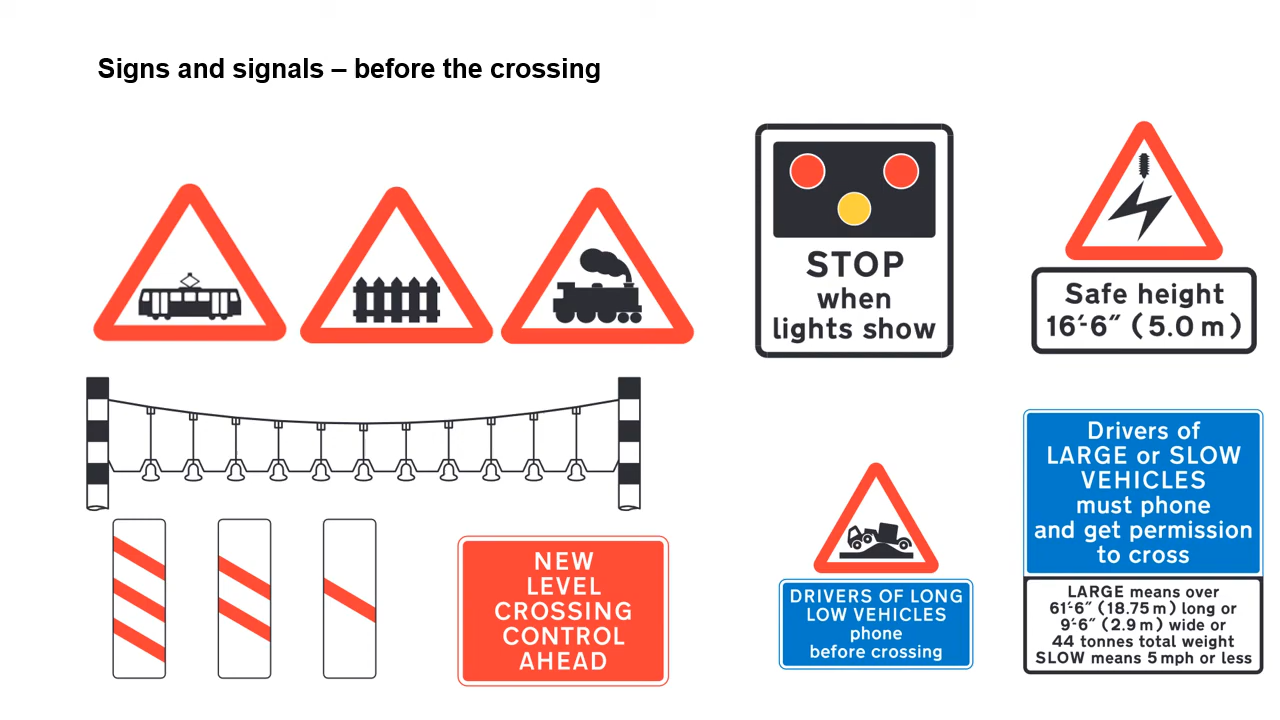 Signs and signals – before the crossing
STOP
when
lights show
Safe height
16'-6" (5.0 m)
NEW
LEVEL
CROSSING
CONTROL
AHEAD
DRIVERS OF LONG
LOW VEHICLES
phone
before crossing
Drivers of
LARGE or SLOW
VEHICLES
must phone
and get permission
to cross
LARGE means over
61'-6" (18.75 m) long or
9'-6" (2.9 m) wide or
44 tonnes total weight
SLOW means 5 mph or less